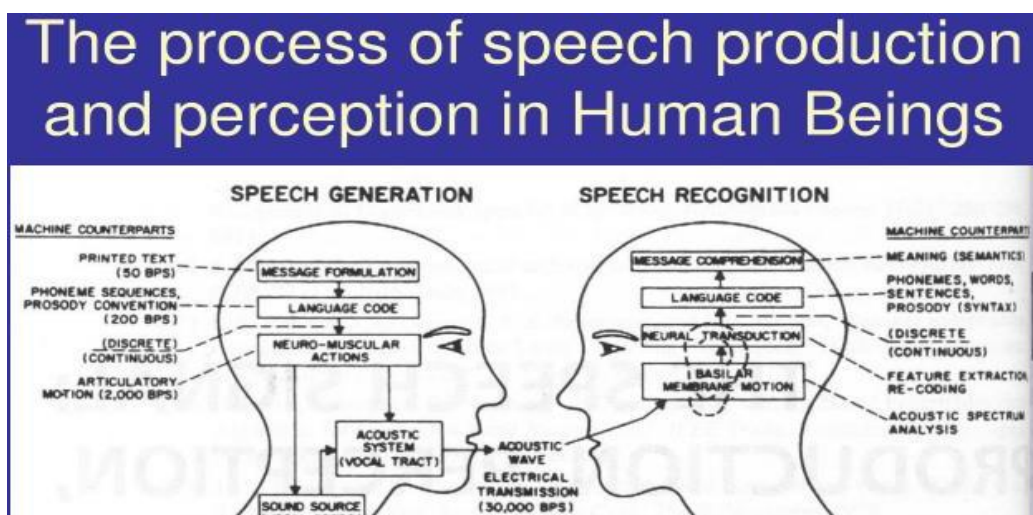 The process of speech production
and perception in Human Beings
SPEECH GENERATION
MACHINE COUNTERPARTS
PRINTED TEXT
(50 BPS)
PHONEME SEQUENCES,
PROSODY CONVENTION
(200 BPS)
(DISCRETE)
(CONTINUOUS)
ARTICULATORY
MOTION (2,000 BPS)
MESSAGE FORMULATION
LANGUAGE CODE
NEURO-MUSCULAR
ACTIONS
ACOUSTIC
SYSTEM
(VOCAL TRACT)
SOUND SOURCE
ACOUSTIC
WAVE
ELECTRICAL
TRANSMISSION
(30,000 BPS)
SPEECH RECOGNITION
MESSAGE COMPREHENSION
LANGUAGE CODE
NEURAL TRANSDUCTION
BASILAR
MEMBRANE MOTION
MACHINE COUNTERPART
MEANING (SEMANTICS)
PHONEMES, WORDS,
SENTENCES,
PROSODY (SYNTAX)
(DISCRETE
(CONTINUOUS)
FEATURE EXTRACTION
RE-CODING
ACOUSTIC SPECTRUM
ANALYSIS